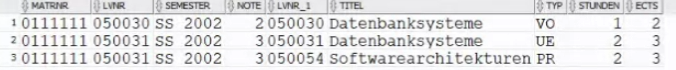 MATRNR LVNR SEMESTER NOTE LVNR_1 TITEL TYP STUNDEN ECTS
1 0111111 050030 SS 2002 2 050030 Datenbanksysteme VO 1 2
2 0111111 050031 SS 2002 3 050031 Datenbanksysteme UE 2 3
3 0111111 050031 SS 2002 3 050054 Softwarearchitekturen PR 2 3